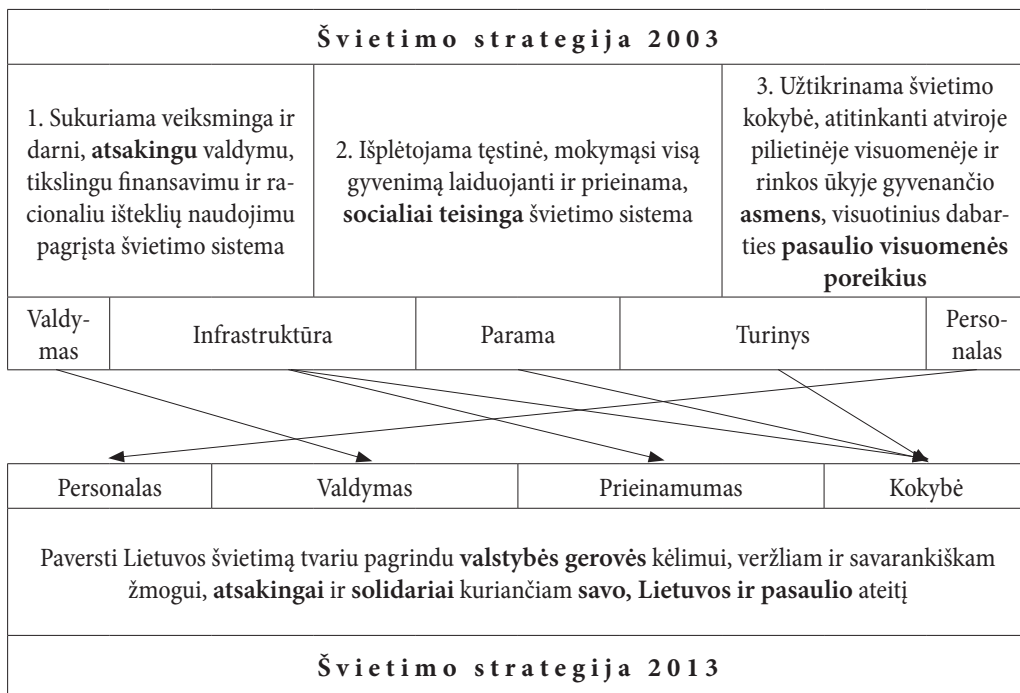 Švietimo strategija 2003
1. Sukuriama veiksminga ir
darni, atsakingu valdymu,
tikslingu finansavimu ir ra-
cionaliu išteklių naudojimu
pagrįsta švietimo sistema
2. Išplėtojama tęstinė, mokymąsi visą
gyvenimą laiduojanti ir prieinama,
socialiai teisinga švietimo sistema
3. Užtikrinama švietimo
kokybė, atitinkanti atviroje
pilietinėje visuomenėje ir
rinkos ūkyje gyvenančio
asmens, visuotinius dabar-
ties pasaulio visuomenės
poreikius
Valdy-
mas
Infrastruktūra
Parama
Turinys
Perso-
nalas
Personalas
Valdymas
Prieinamumas
Kokybė
Paversti Lietuvos švietimą tvariu pagrindu valstybės gerovės kėlimui, veržliam ir savarankiškam
žmogui, atsakingai ir solidariai kuriančiam savo, Lietuvos ir pasaulio ateitį
Švietimo strategija 2013